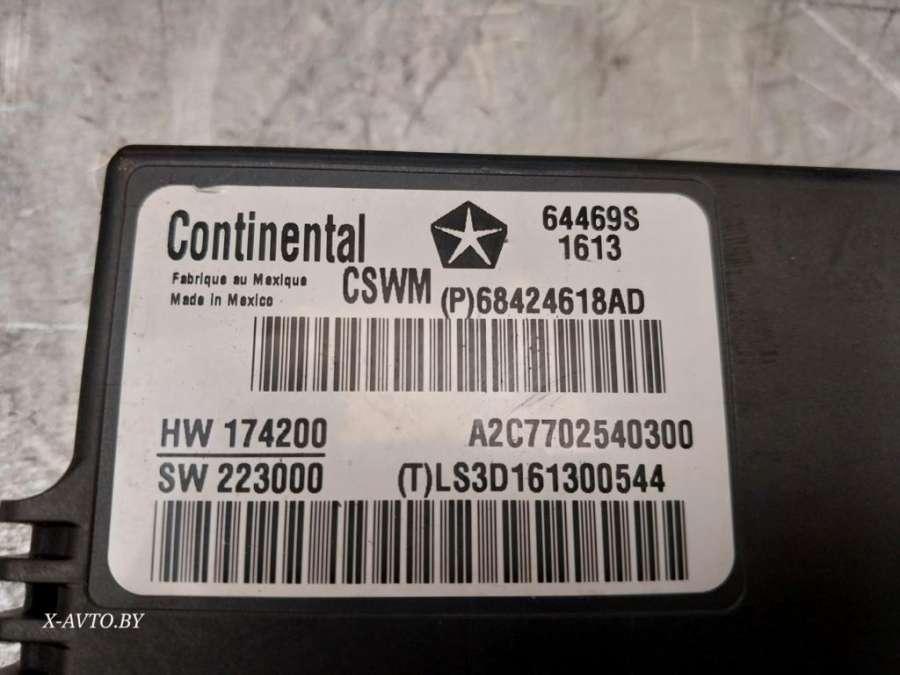 Continental
64469S
1613
Fabrique au Mexique
Made in Mexico
CSWM
(P)68424618AD
HW 174200
A2C7702540300
SW 223000
(T)LS3D161300544
X-AVTO.BY